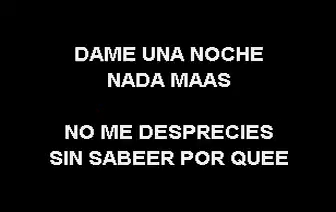 DAME UNA NOCHE
NADA MAAS
NO ME DESPRECIES
SIN SABEER POR QUEE